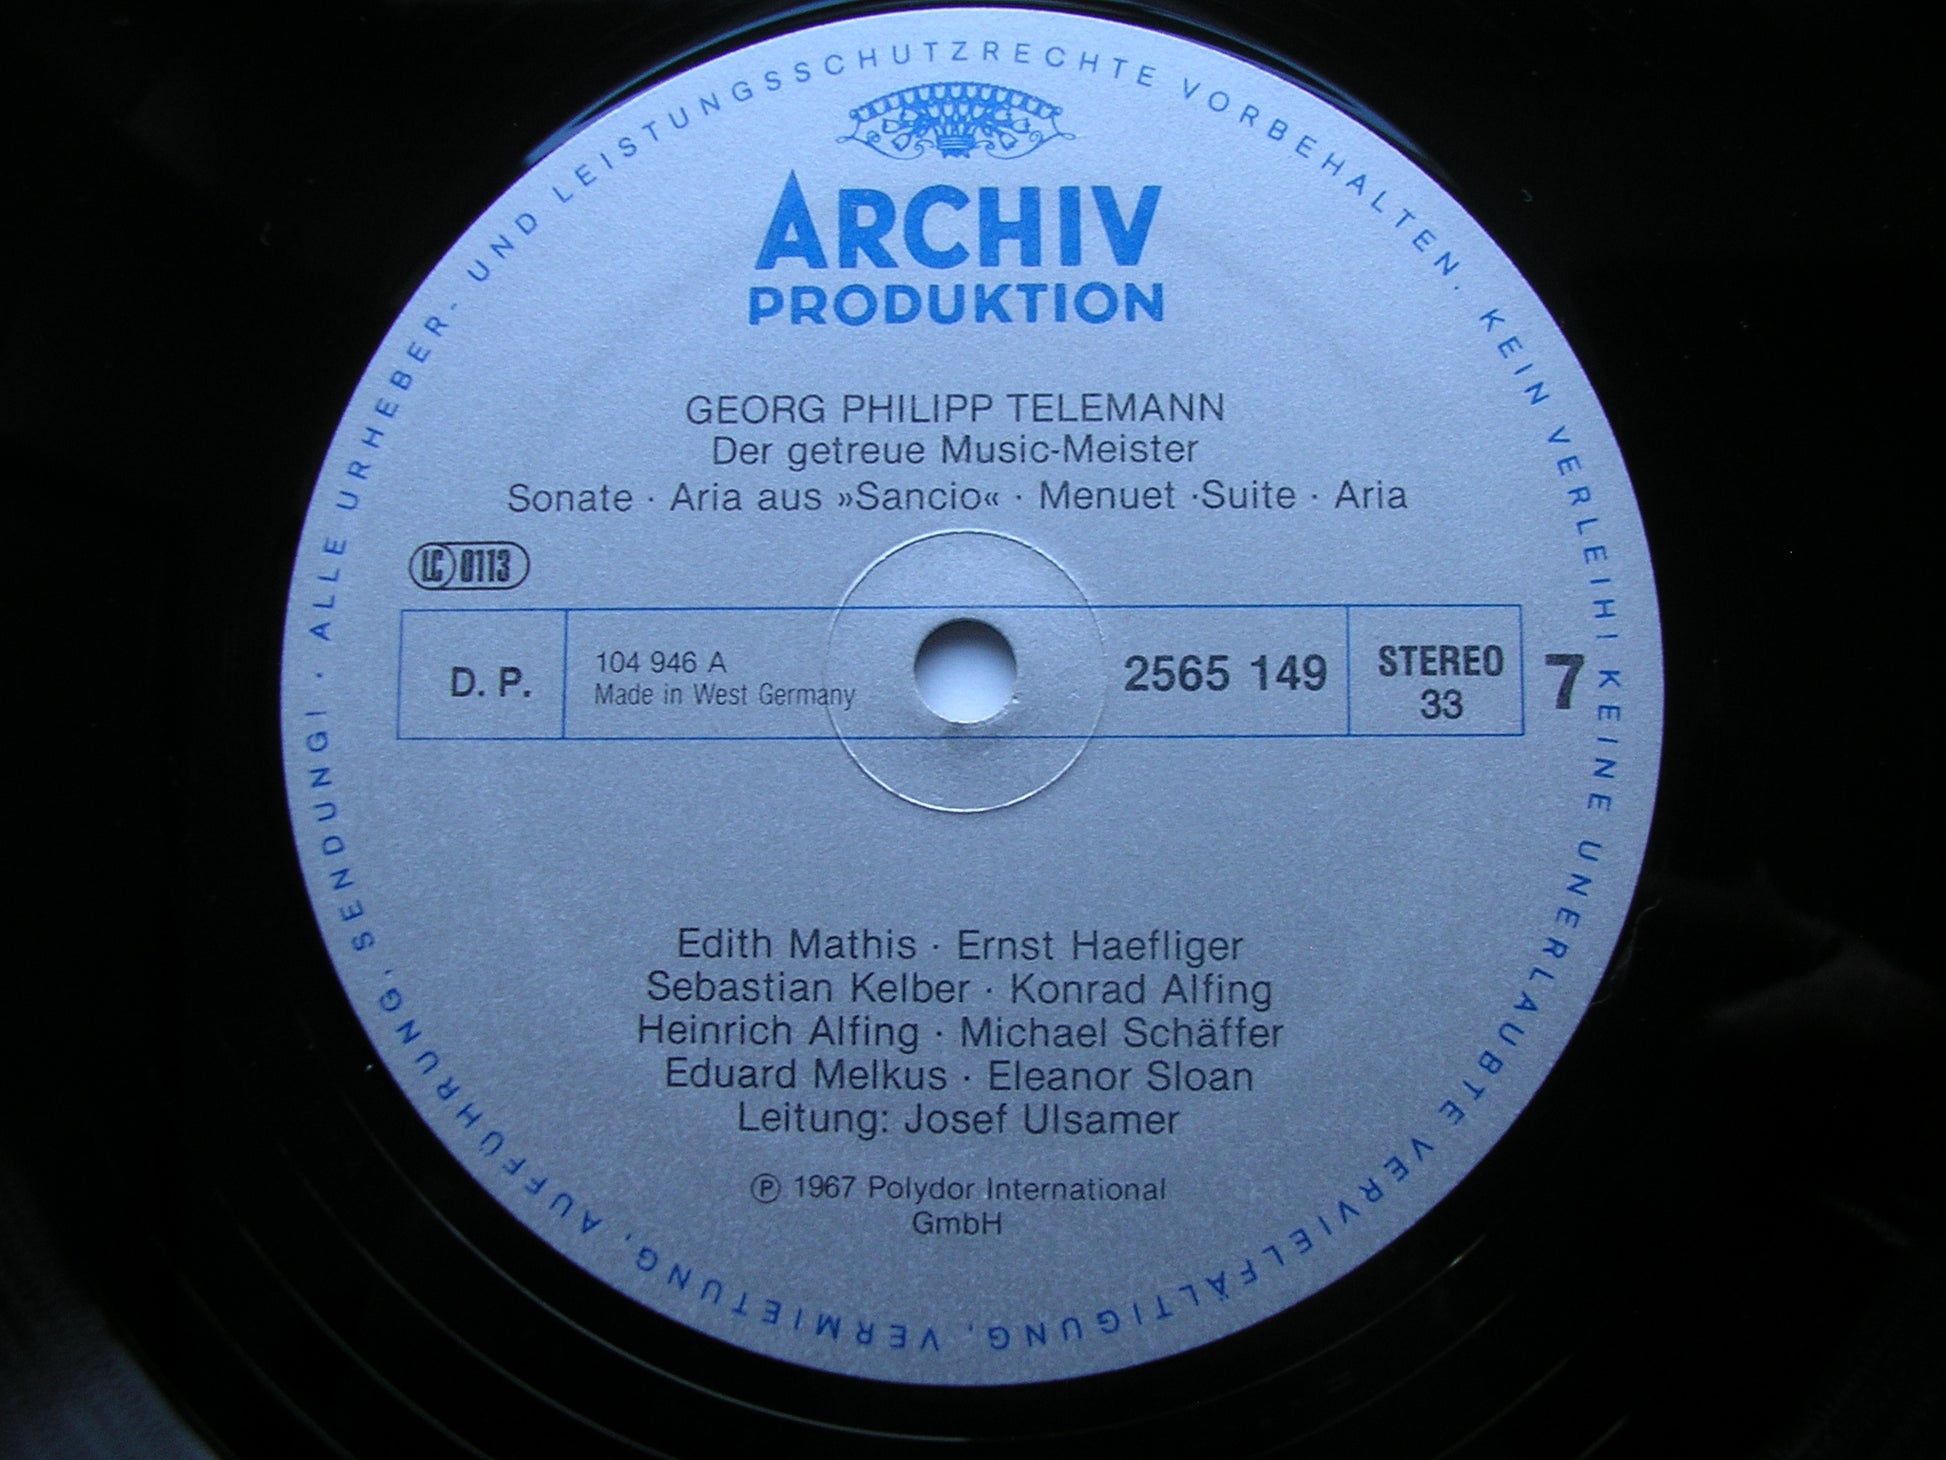 ALLE URHEBER- UND LEISTUNGSSCHUTZRECHTE VORBEHALTEN. KEIN VERLEIH! KEINE UNERLAUBTE VERVIELFÄLTIGUNG, VERMIETUNG, AUFFÜHRUNG, SENDUNG! ·
ARCHIV
PRODUKTION
GEORG PHILIPP TELEMANN
Der getreue Music-Meister
Sonate · Aria aus »Sancio« · Menuet ·Suite · Aria
LC 0113
D. P.
104 946 A
Made in West Germany
2565 149
STEREO
33
7
Edith Mathis · Ernst Haefliger
Sebastian Kelber · Konrad Alfing
Heinrich Alfing · Michael Schäffer
Eduard Melkus · Eleanor Sloan
Leitung: Josef Ulsamer
Ⓟ 1967 Polydor International
GmbH